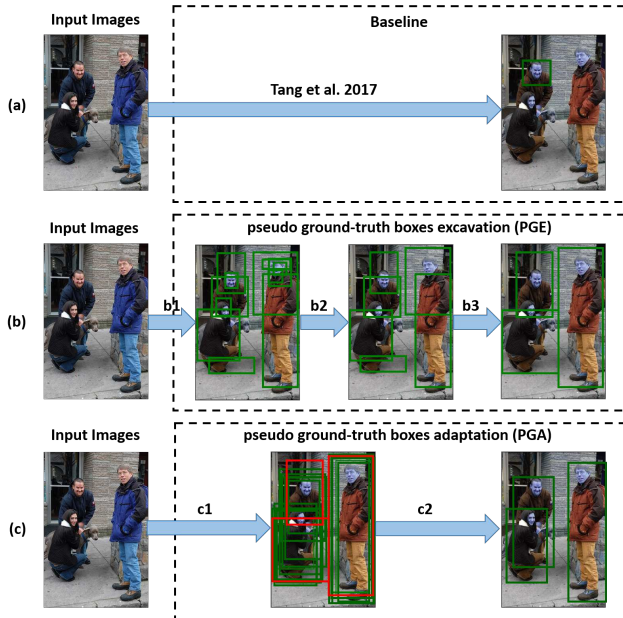 Input Images
Baseline
(a)
Tang et al. 2017
Input Images
pseudo ground-truth boxes excavation (PGE)
(b)
b1
b2
b3
Input Images
pseudo ground-truth boxes adaptation (PGA)
(c)
c1
c2